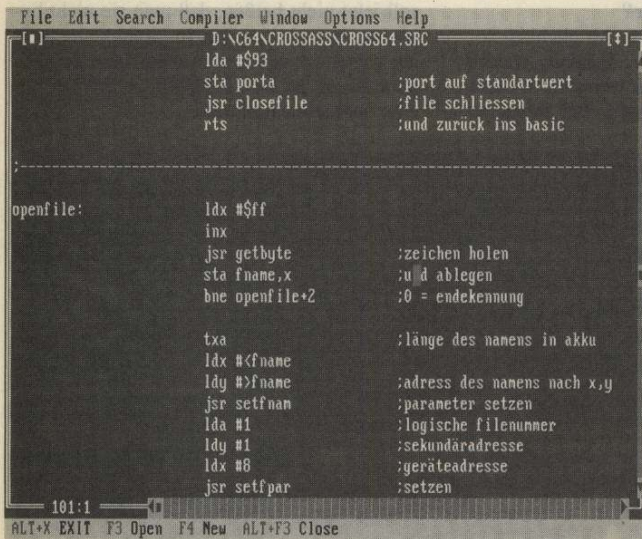 File Edit Search Compiler Window Options Help
[■] D:\C64\CROSSASS\CROSS64.SRC [↕]
lda #$93
sta porta ;port auf standartwert
jsr closefile ;file schliessen
rts ;und zurück ins basic
;--------------------------------------------------------------
openfile: ldx #$ff
inx
jsr getbyte ;zeichen holen
sta fname,x ;u d ablegen
bne openfile+2 ;0 = endekennung
txa ;länge des namens in akku
ldx #<fname
ldy #>fname ;adress des namens nach x,y
jsr setfnam ;parameter setzen
lda #1 ;logische filenummer
ldy #1 ;sekundäradresse
ldx #8 ;geräteadresse
jsr setfpar ;setzen
101:1
ALT+X EXIT F3 Open F4 New ALT+F3 Close